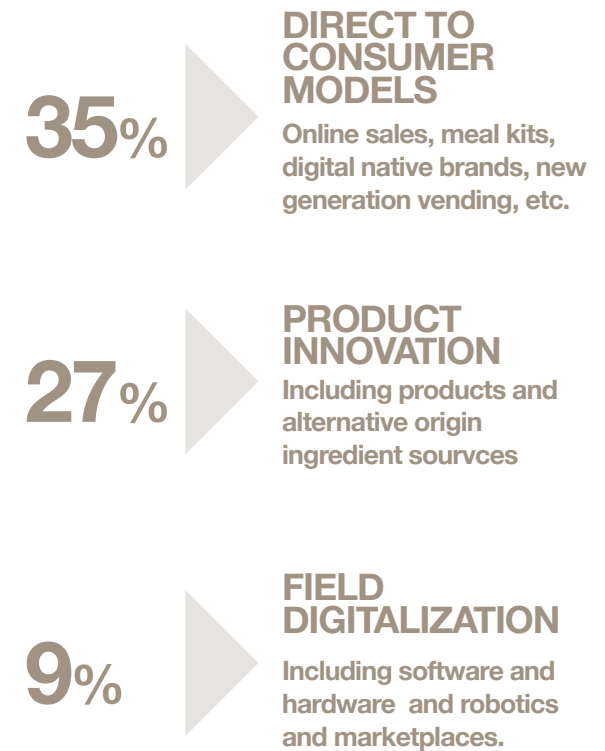 35%
DIRECT TO
CONSUMER
MODELS
Online sales, meal kits,
digital native brands, new
generation vending, etc.
27%
PRODUCT
INNOVATION
Including products and
alternative origin
ingredient sourvces
9%
FIELD
DIGITALIZATION
Including software and
hardware  and robotics
and marketplaces.